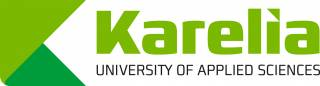 Karelia
UNIVERSITY OF APPLIED SCIENCES